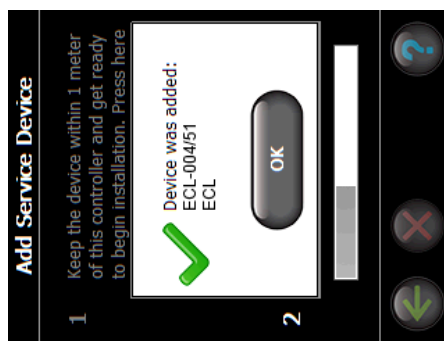 Add Service Device
1
Keep the device within 1 meter
of this controller and get ready
to begin installation. Press here
Device was added:
ECL-004/51
ECL
OK
2
?